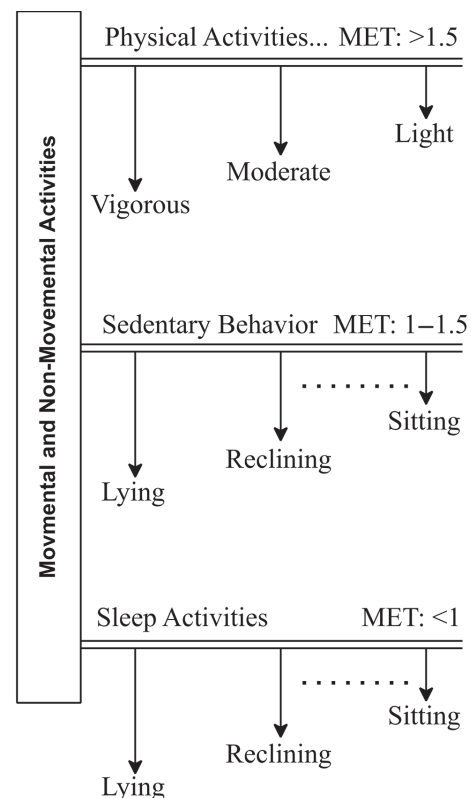 Movmental and Non-Movemental Activities
Physical Activities... MET: >1.5
Light
Moderate
Vigorous
Sedentary Behavior MET: 1–1.5
Sitting
Reclining
Lying
Sleep Activities MET: <1
Sitting
Reclining
Lying